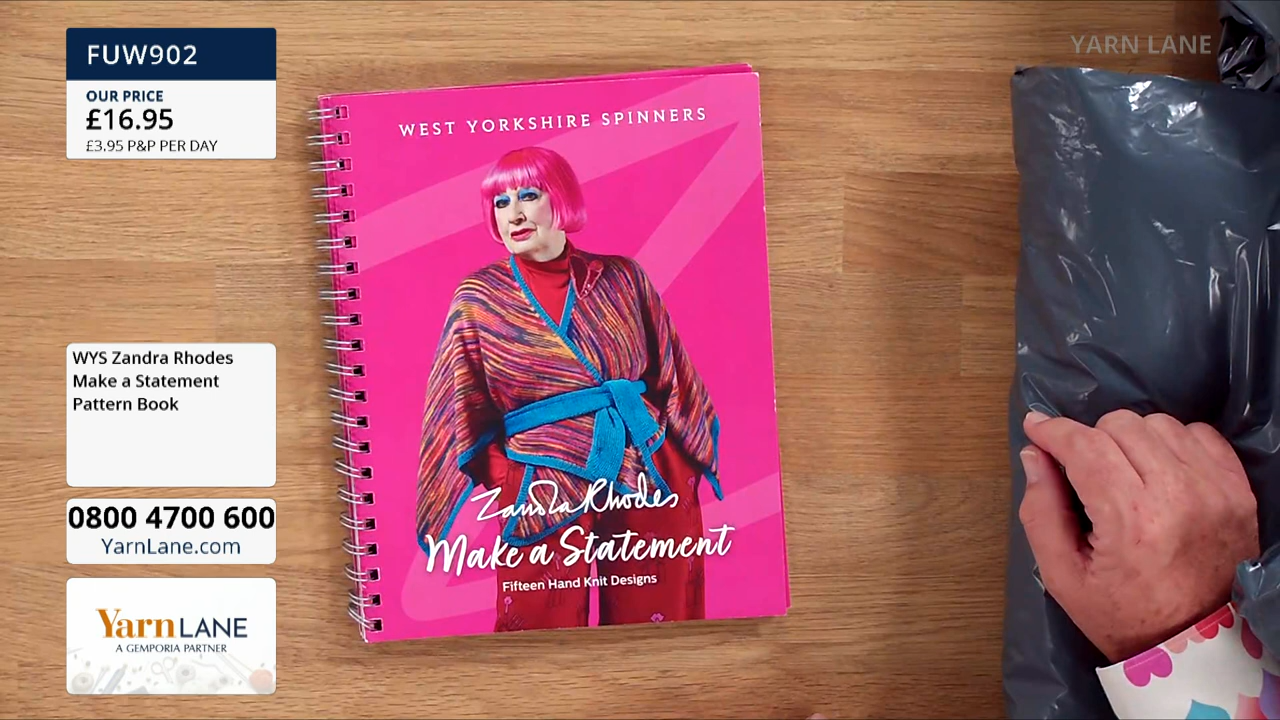 FUW902
OUR PRICE
£16.95
£3.95 P&P PER DAY
WYS Zandra Rhodes
Make a Statement
Pattern Book
0800 4700 600
YarnLane.com
Yarn LANE
A GEMPORIA PARTNER
WEST YORKSHIRE SPINNERS
Zandra Rhodes
Make a Statement
Fifteen Hand Knit Designs
YARN LANE